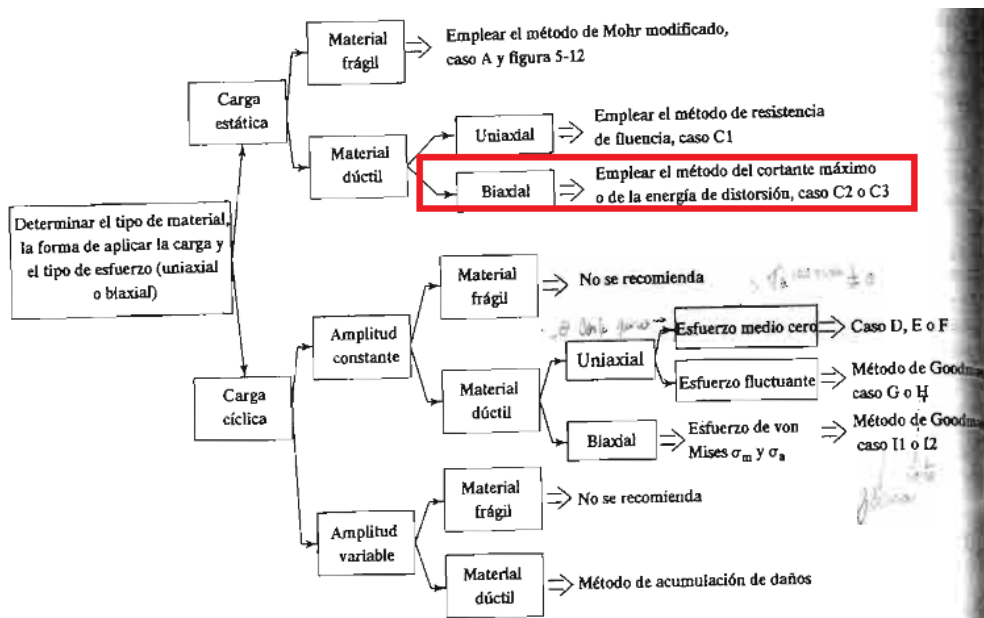 Material
frágil
Emplear el método de Mohr modificado,
caso A y figura 5-12
Carga
estática
Material
dúctil
Uniaxial
Emplear el método de resistencia
de fluencia, caso C1
Biaxial
Emplear el método del cortante máximo
o de la energía de distorsión, caso C2 o C3
Determinar el tipo de material,
la forma de aplicar la carga y
el tipo de esfuerzo (uniaxial
o biaxial)
Carga
cíclica
Amplitud
constante
Material
frágil
No se recomienda
Material
dúctil
Uniaxial
Esfuerzo medio cero
Caso D, E o F
Esfuerzo fluctuante
Método de
caso G o H
Biaxial
Esfuerzo de von
Mises σm y σa
Método de
caso I1 o I2
Amplitud
variable
Material
frágil
No se recomienda
Material
dúctil
Método de acumulación de daños